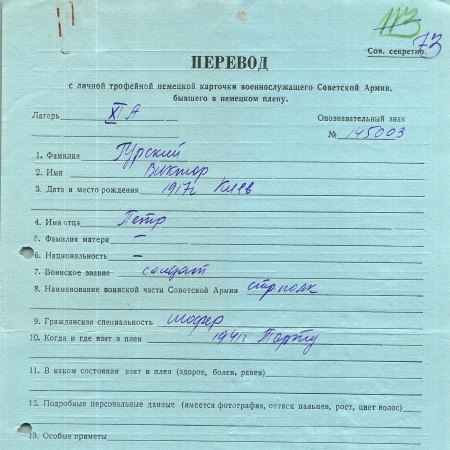 113
Сов. секретно
73
ПЕРЕВОД
с личной трофейной немецкой карточки военнослужащего Советской Армии,
бывшего в немецком плену.
Лагерь XI A
Опознавательный знак
№ 145003
1. Фамилия Гурский
2. Имя Виктор
3. Дата и место рождения 1917г Киев
4. Имя отца Петр
5. Фамилия матери —
6. Национальность —
7. Воинское звание солдат
8. Наименование воинской части Советской Армии стр. полк
9. Гражданская специальность шофер
10. Когда и где взят в плен 1941г Тарту
11. В каком состоянии взят в плен (здоров, болен, ранен)
12. Подробные персональные данные (имеется фотография, оттиск пальцев, рост, цвет волос)
13. Особые приметы